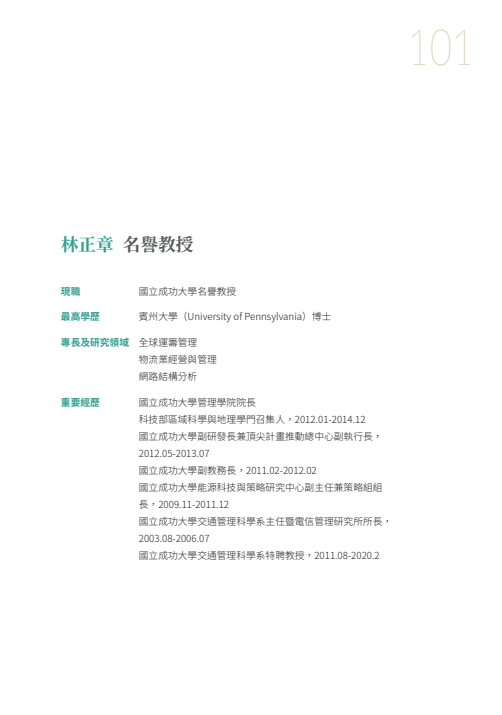 101
林正章 名譽教授
現職 國立成功大學名譽教授
最高學歷 賓州大學（University of Pennsylvania）博士
專長及研究領域 全球運籌管理
物流業經營與管理
網路結構分析
重要經歷 國立成功大學管理學院院長
科技部區域科學與地理學門召集人，2012.01-2014.12
國立成功大學副研發長兼頂尖計畫推動總中心副執行長，
2012.05-2013.07
國立成功大學副教務長，2011.02-2012.02
國立成功大學能源科技與策略研究中心副主任兼策略組組
長，2009.11-2011.12
國立成功大學交通管理科學系主任暨電信管理研究所所長，
2003.08-2006.07
國立成功大學交通管理科學系特聘教授，2011.08-2020.2